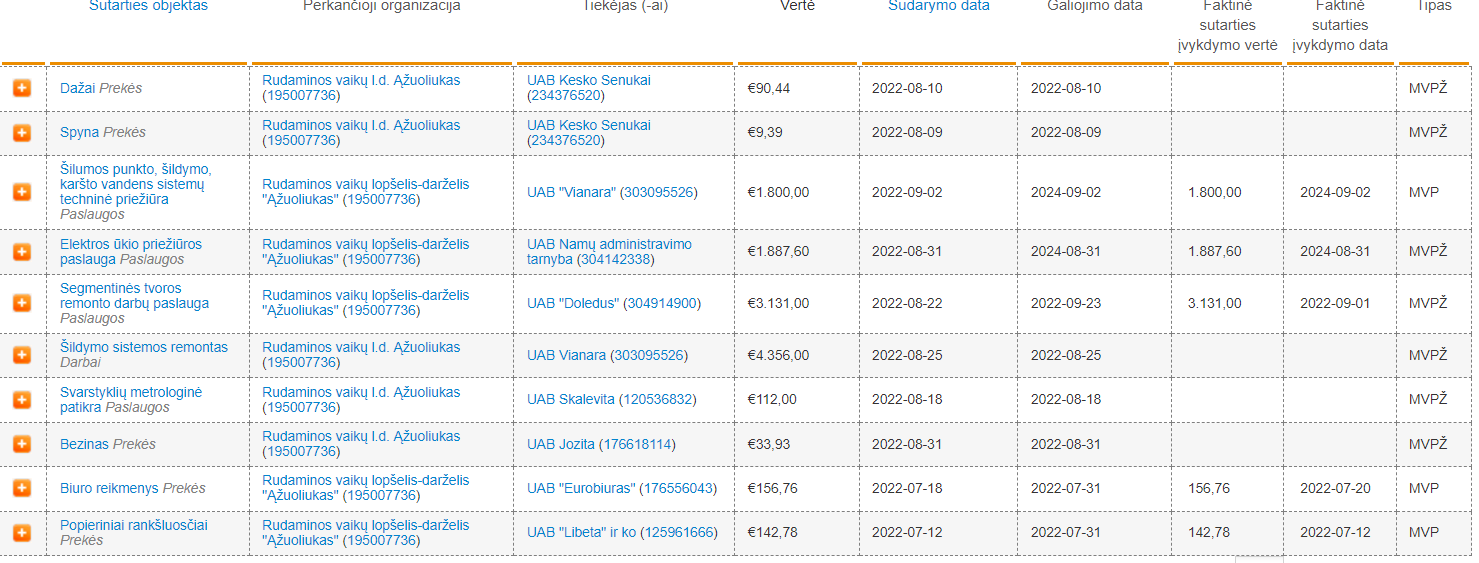 Sutarties objektas Perkančioji organizacija Tiekėjas (-ai) Vertė Sudarymo data Galiojimo data Faktinė sutarties įvykdymo vertė Faktinė sutarties įvykdymo data Tipas
Dažai Prekės
Rudaminos vaikų l.d. Ąžuoliukas
(195007736)
UAB Kesko Senukai
(234376520)
€90,44
2022-08-10
2022-08-10
MVPŽ
Spyna Prekės
Rudaminos vaikų l.d. Ąžuoliukas
(195007736)
UAB Kesko Senukai
(234376520)
€9,39
2022-08-09
2022-08-09
MVPŽ
Šilumos punkto, šildymo,
karšto vandens sistemų
techninė priežiūra
Paslaugos
Rudaminos vaikų lopšelis-darželis
"Ąžuoliukas" (195007736)
UAB "Vianara" (303095526)
€1.800,00
2022-09-02
2024-09-02
1.800,00
2024-09-02
MVP
Elektros ūkio priežiūros
paslauga Paslaugos
Rudaminos vaikų lopšelis-darželis
"Ąžuoliukas" (195007736)
UAB Namų administravimo
tarnyba (304142338)
€1.887,60
2022-08-31
2024-08-31
1.887,60
2024-08-31
MVPŽ
Segmentinės tvoros
remonto darbų paslauga
Paslaugos
Rudaminos vaikų lopšelis-darželis
"Ąžuoliukas" (195007736)
UAB "Doledus" (304914900)
€3.131,00
2022-08-22
2022-09-23
3.131,00
2022-09-01
MVPŽ
Šildymo sistemos remontas
Darbai
Rudaminos vaikų l.d. Ąžuoliukas
(195007736)
UAB Vianara (303095526)
€4.356,00
2022-08-25
2022-08-25
MVPŽ
Svarstyklių metrologinė
patikra Paslaugos
Rudaminos vaikų l.d. Ąžuoliukas
(195007736)
UAB Skalevita (120536832)
€112,00
2022-08-18
2022-08-18
MVPŽ
Bezinas Prekės
Rudaminos vaikų l.d. Ąžuoliukas
(195007736)
UAB Jozita (176618114)
€33,93
2022-08-31
2022-08-31
MVPŽ
Biuro reikmenys Prekės
Rudaminos vaikų lopšelis-darželis
"Ąžuoliukas" (195007736)
UAB "Eurobiuras" (176556043)
€156,76
2022-07-18
2022-07-31
156,76
2022-07-20
MVP
Popieriniai rankšluosčiai
Prekės
Rudaminos vaikų lopšelis-darželis
"Ąžuoliukas" (195007736)
UAB "Libeta" ir ko (125961666)
€142,78
2022-07-12
2022-07-31
142,78
2022-07-12
MVP